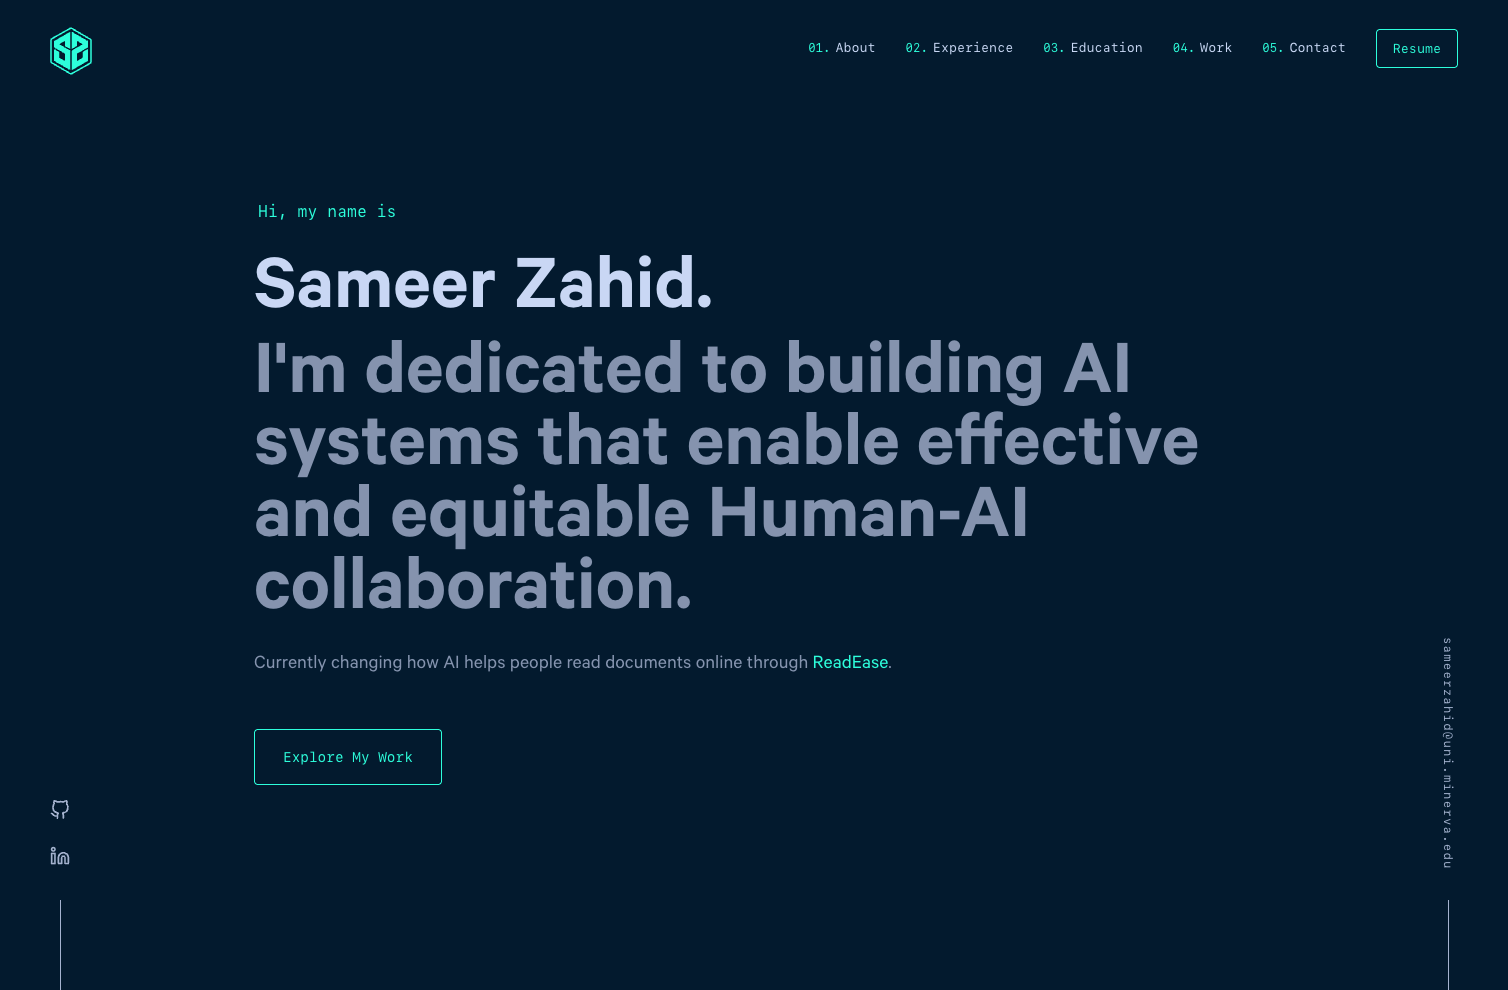 01. About 02. Experience 03. Education 04. Work 05. Contact Resume
Hi, my name is
Sameer Zahid.
I'm dedicated to building AI
systems that enable effective
and equitable Human-AI
collaboration.
Currently changing how AI helps people read documents online through ReadEase.
Explore My Work
sameerzahid@uni.minerva.edu